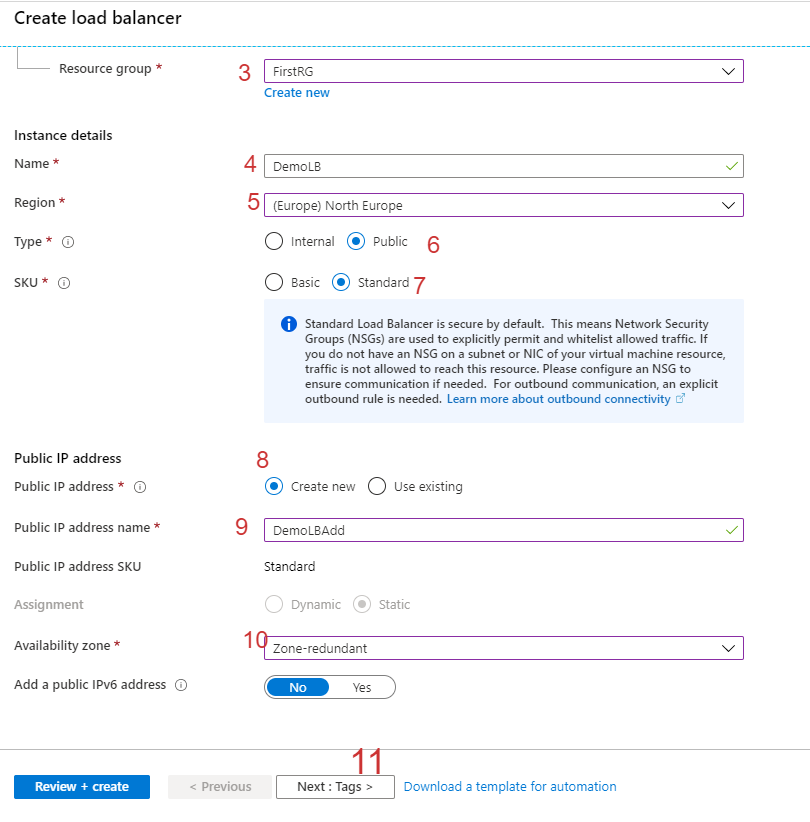 Create load balancer
Resource group * 3 FirstRG
Create new
Instance details
Name * 4 DemoLB
Region * 5 (Europe) North Europe
Type * Internal Public 6
SKU * Basic Standard 7
Standard Load Balancer is secure by default. This means Network Security
Groups (NSGs) are used to explicitly permit and whitelist allowed traffic. If
you do not have an NSG on a subnet or NIC of your virtual machine resource,
traffic is not allowed to reach this resource. Please configure an NSG to
ensure communication if needed. For outbound communication, an explicit
outbound rule is needed. Learn more about outbound connectivity
Public IP address 8
Public IP address * Create new Use existing
Public IP address name * 9 DemoLBAdd
Public IP address SKU Standard
Assignment Dynamic Static
Availability zone * 10 Zone-redundant
Add a public IPv6 address No Yes
11
Review + create < Previous Next : Tags > Download a template for automation